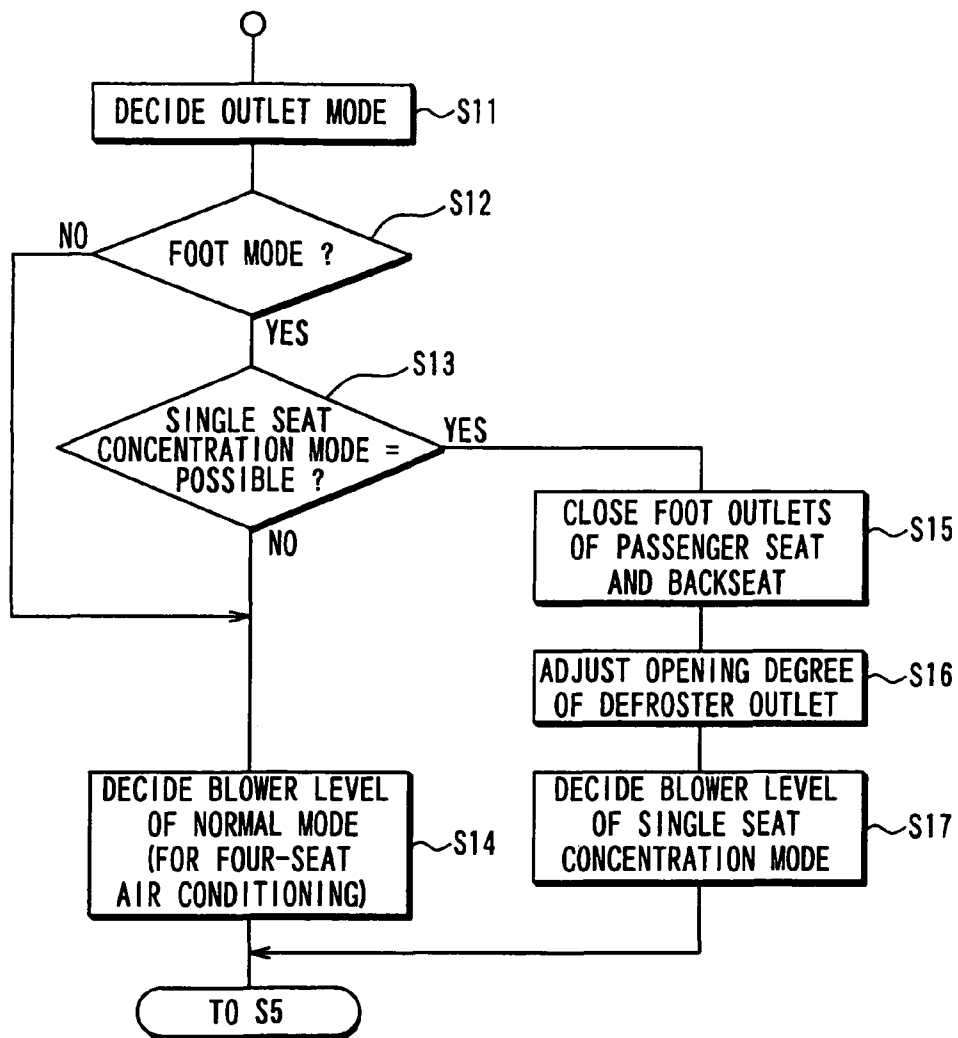 DECIDE OUTLET MODE
S11
S12
NO
FOOT MODE ?
YES
S13
SINGLE SEAT
CONCENTRATION MODE =
POSSIBLE ?
YES
NO
CLOSE FOOT OUTLETS
OF PASSENGER SEAT
AND BACKSEAT
S15
ADJUST OPENING DEGREE
OF DEFROSTER OUTLET
S16
DECIDE BLOWER LEVEL
OF NORMAL MODE
(FOR FOUR-SEAT
AIR CONDITIONING)
S14
DECIDE BLOWER LEVEL
OF SINGLE SEAT
CONCENTRATION MODE
S17
TO S5